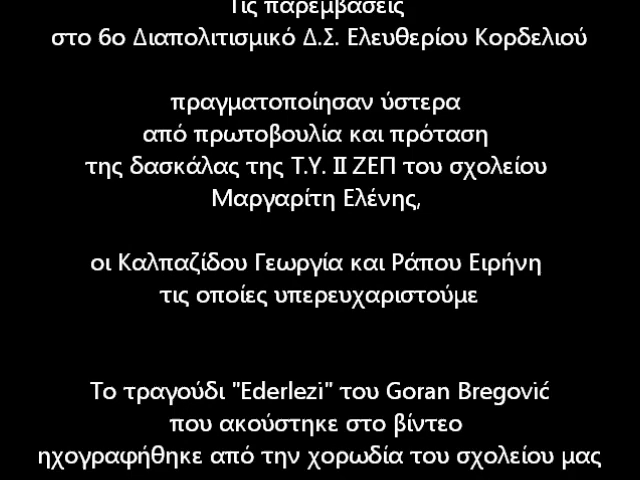 Τις παρεμβάσεις
στο 6ο Διαπολιτισμικό Δ.Σ. Ελευθερίου Κορδελιού
πραγματοποίησαν ύστερα
από πρωτοβουλία και πρόταση
της δασκάλας της Τ.Υ. ΙΙ ΖΕΠ του σχολείου
Μαργαρίτη Ελένης,
οι Καλπαζίδου Γεωργία και Ράπου Ειρήνη
τις οποίες υπερευχαριστούμε
Το τραγούδι "Ederlezi" του Goran Bregović
που ακούστηκε στο βίντεο
ηχογραφήθηκε από την χορωδία του σχολείου μας